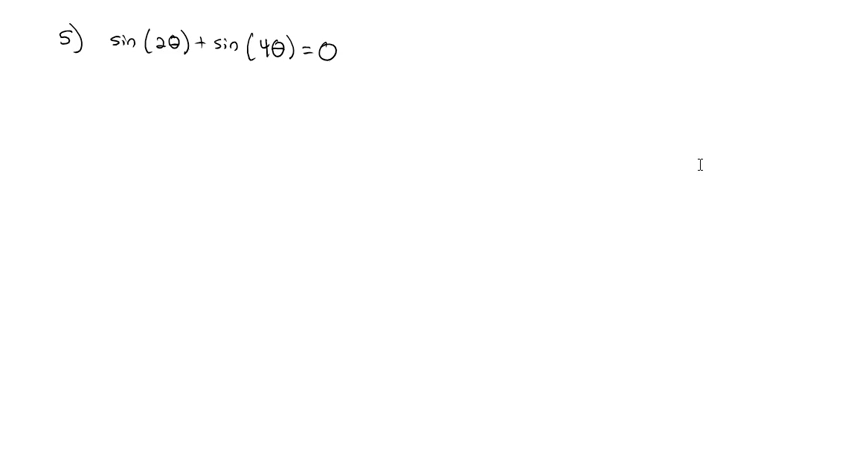 5) sin(2θ) + sin(4θ) = 0